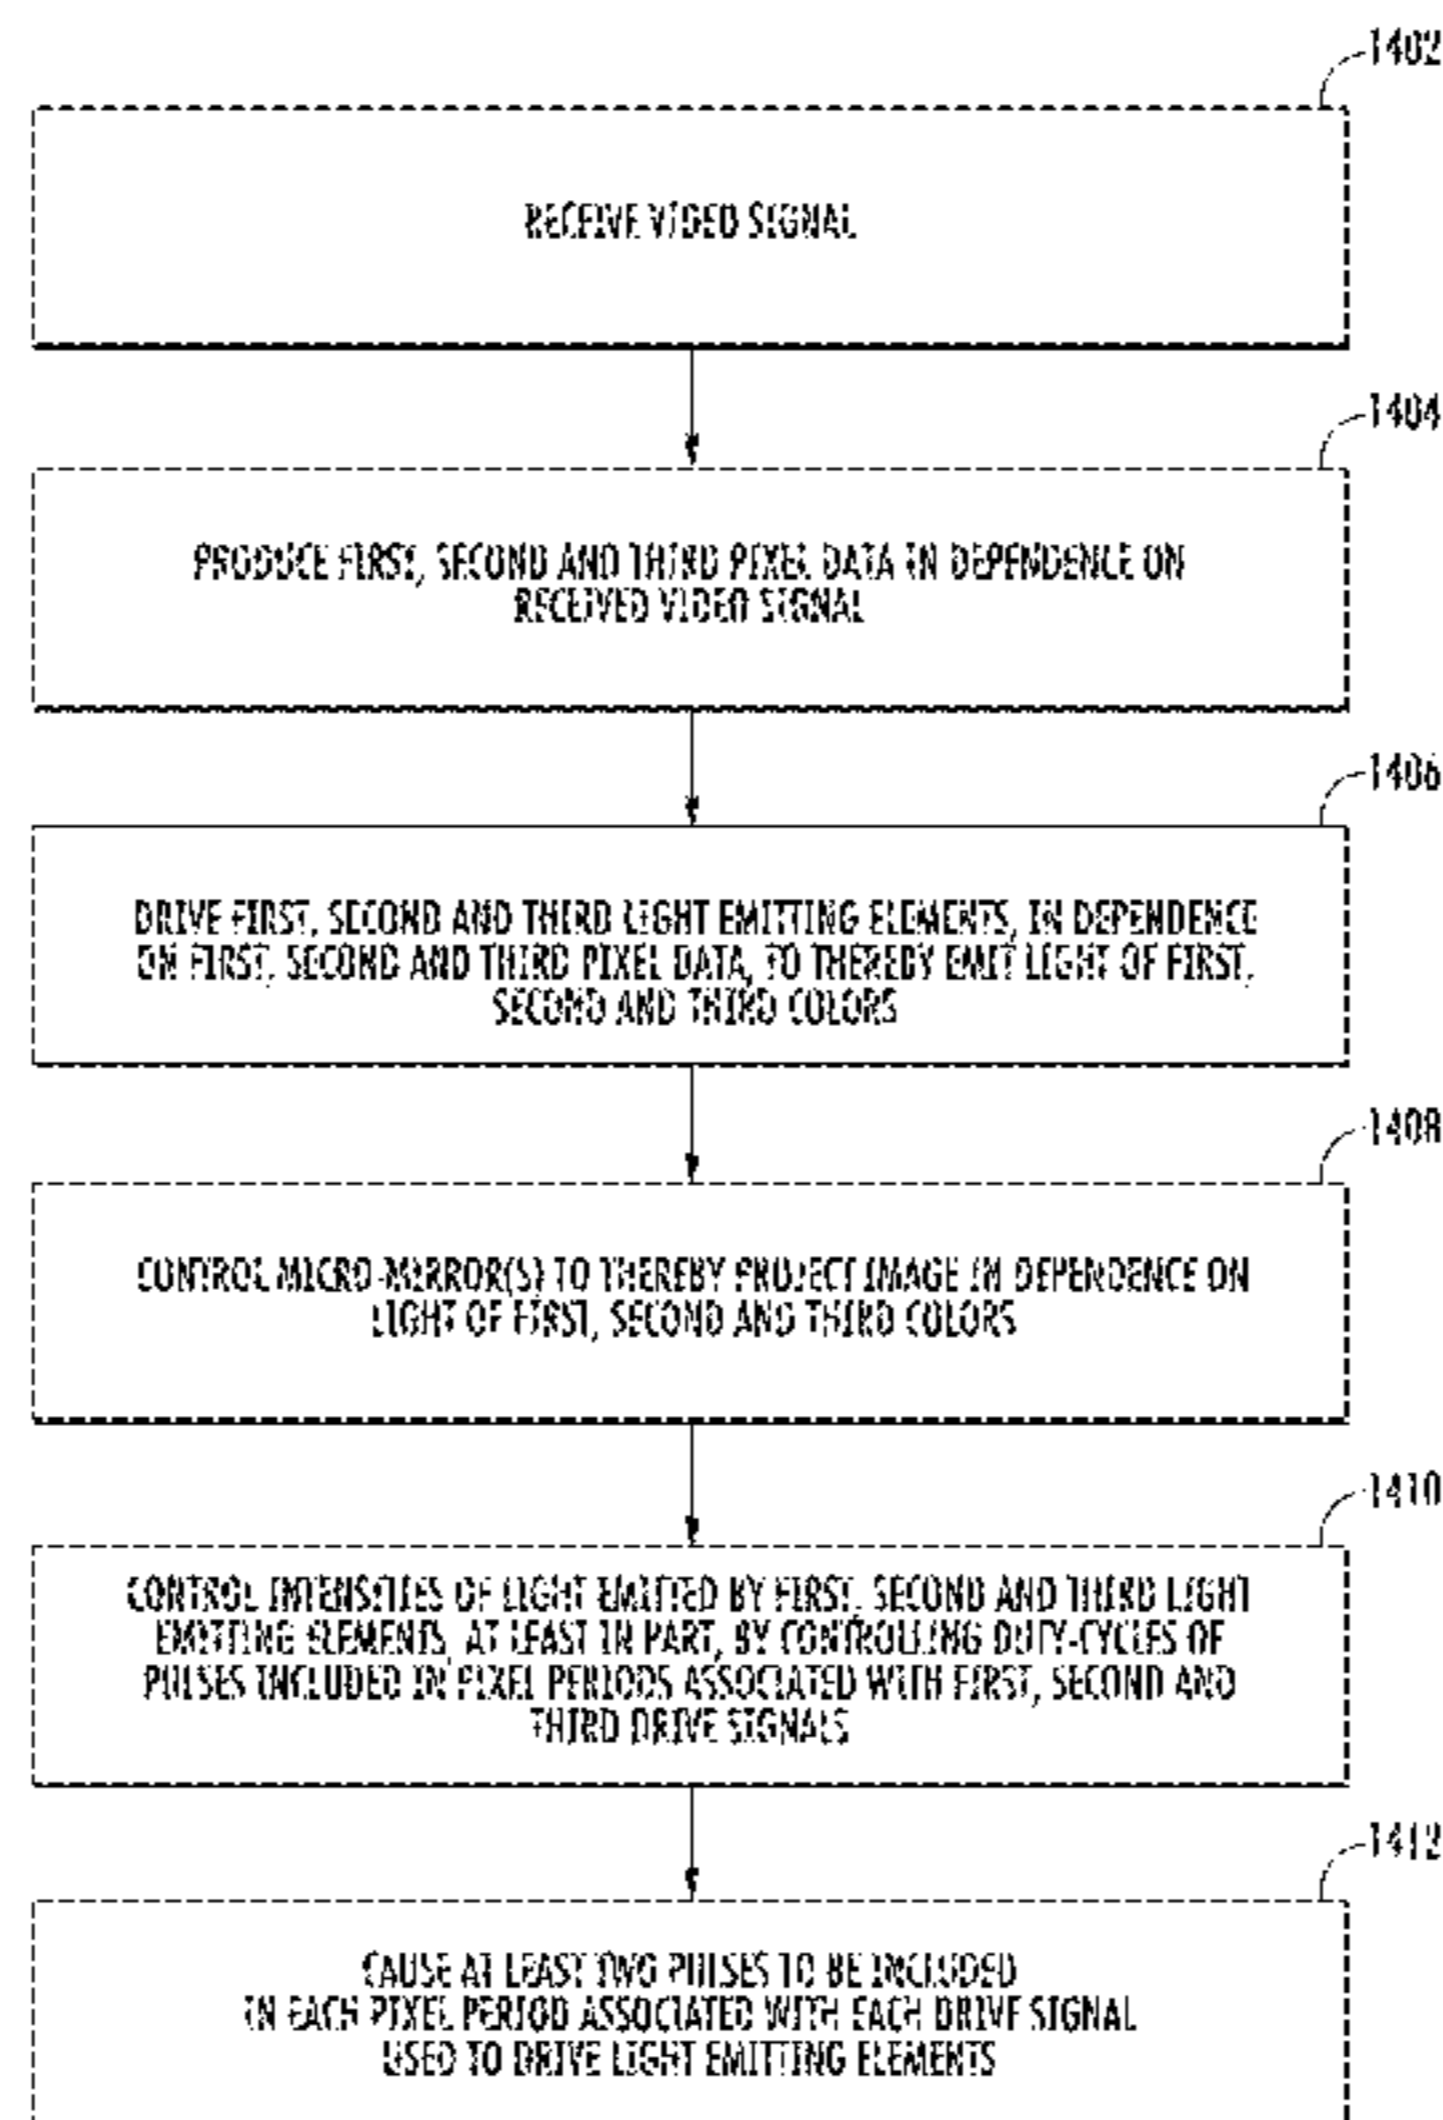 1402
RECEIVE VIDEO SIGNAL
1404
PRODUCE FIRST, SECOND AND THIRD PIXEL DATA IN DEPENDENCE ON
RECEIVED VIDEO SIGNAL
1406
DRIVE FIRST, SECOND AND THIRD LIGHT EMITTING ELEMENTS, IN DEPENDENCE
ON FIRST, SECOND AND THIRD PIXEL DATA, TO THEREBY EMIT LIGHT OF FIRST,
SECOND AND THIRD COLORS
1408
CONTROL MICRO-MIRROR(S) TO THEREBY PROJECT IMAGE IN DEPENDENCE ON
LIGHT OF FIRST, SECOND AND THIRD COLORS
1410
CONTROL INTENSITIES OF LIGHT EMITTED BY FIRST, SECOND AND THIRD LIGHT
EMITTING ELEMENTS, AT LEAST IN PART, BY CONTROLLING DUTY-CYCLES OF
PULSES INCLUDED IN PIXEL PERIODS ASSOCIATED WITH FIRST, SECOND AND
THIRD DRIVE SIGNALS
1412
CAUSE AT LEAST TWO PULSES TO BE INCLUDED
IN EACH PIXEL PERIOD ASSOCIATED WITH EACH DRIVE SIGNAL
USED TO DRIVE LIGHT EMITTING ELEMENTS